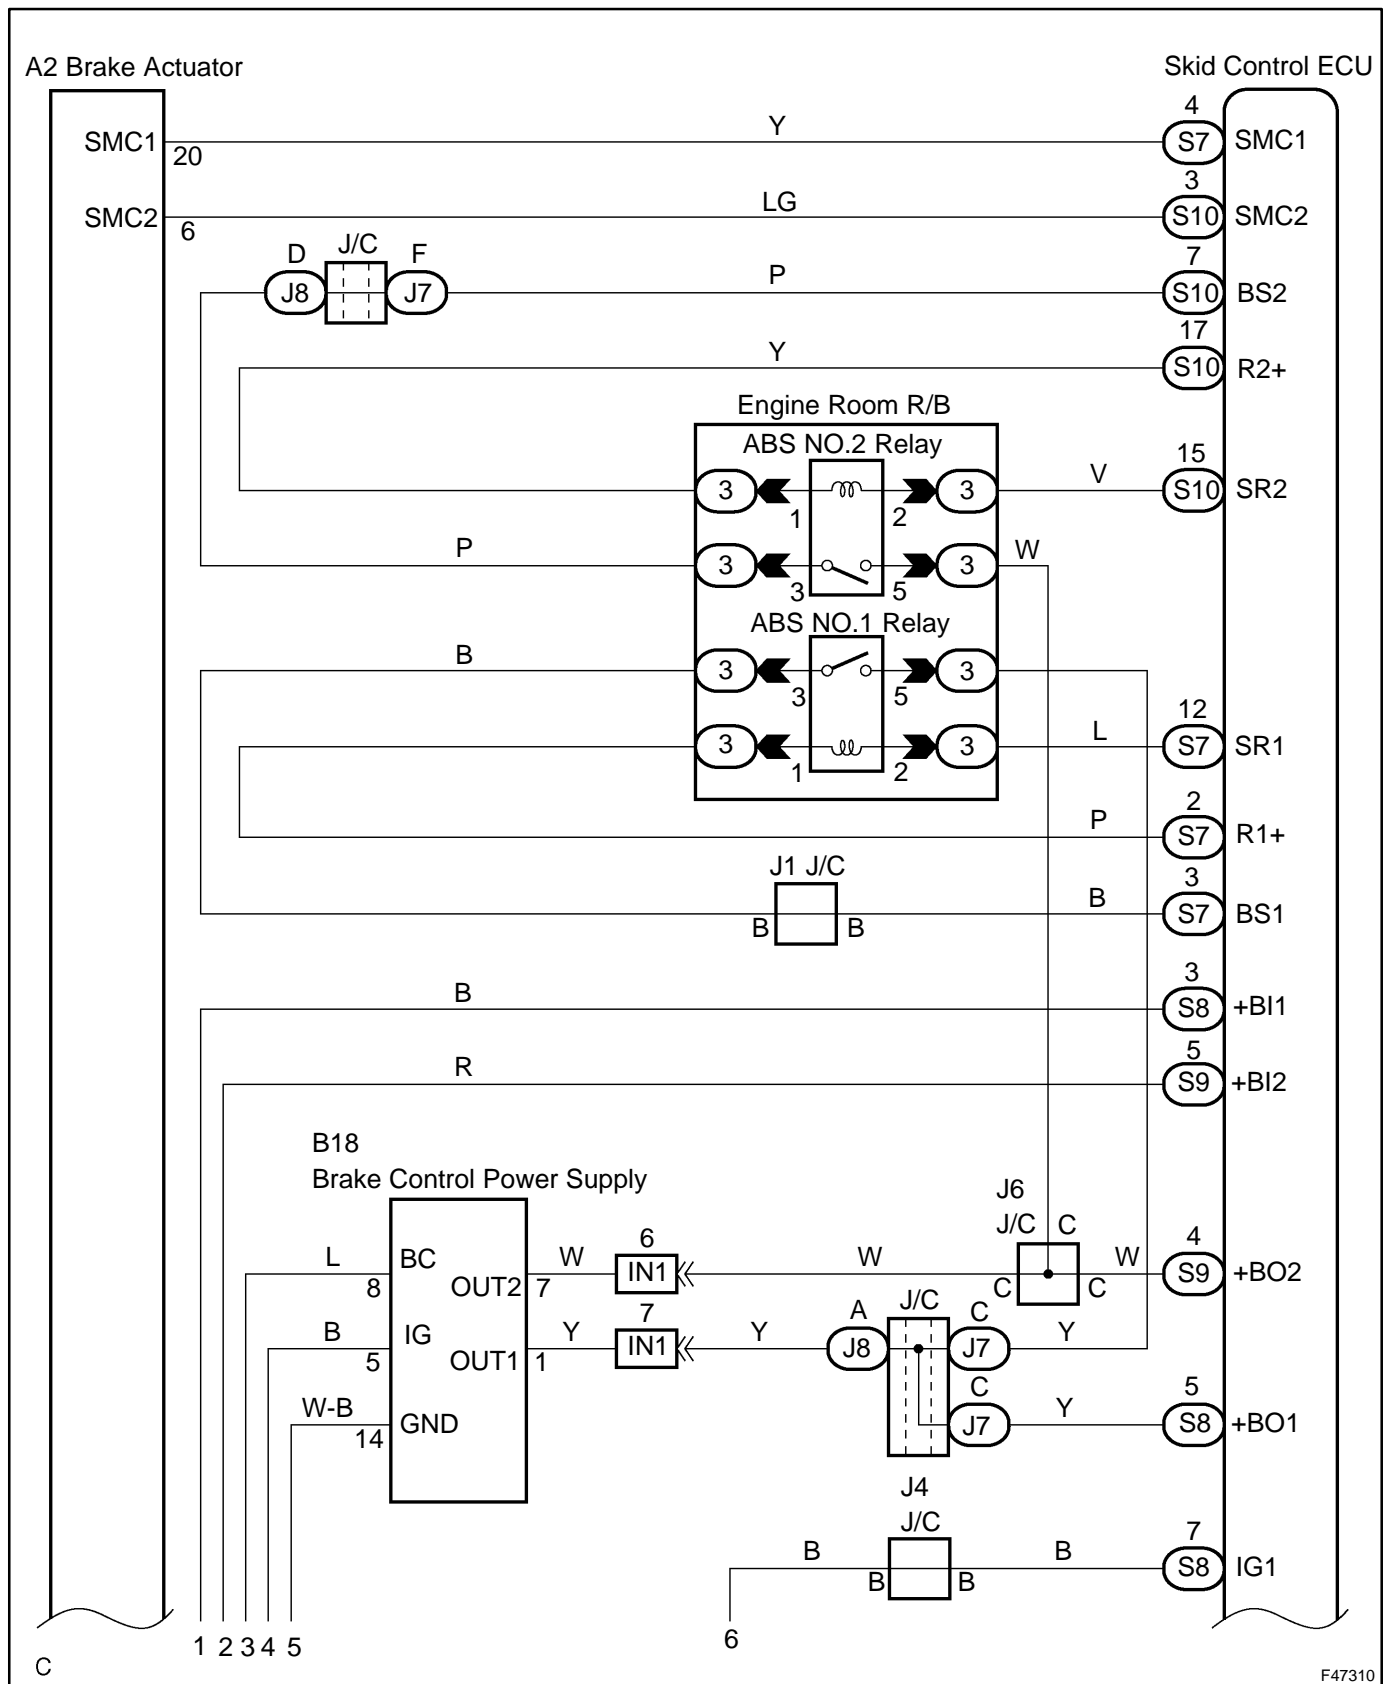 A2 Brake Actuator
Skid Control ECU
4
Y
SMC1
20
S7
SMC1
3
LG
SMC2
6
S10
SMC2
D
J/C
F
7
P
J8
J7
S10
BS2
17
Y
S10
R2+
Engine Room R/B
ABS NO.2 Relay
15
V
3
3
S10
SR2
1
2
P
W
3
3
3
5
ABS NO.1 Relay
B
3
3
3
5
12
L
3
3
S7
SR1
1
2
2
P
S7
R1+
J1 J/C
3
B
S7
BS1
B
B
3
B
S8
+BI1
5
R
S9
+BI2
B18
Brake Control Power Supply
J6
J/C
C
6
4
L
BC
W
IN1
W
W
S9
+BO2
8
OUT2
7
C
C
7
A
J/C
C
B
IG
Y
IN1
Y
J8
J7
Y
5
OUT1
1
C
5
W-B
GND
J7
Y
S8
+BO1
14
J4
J/C
7
B
B
S8
IG1
B
B
1
2
3
4
5
6
C
F47310